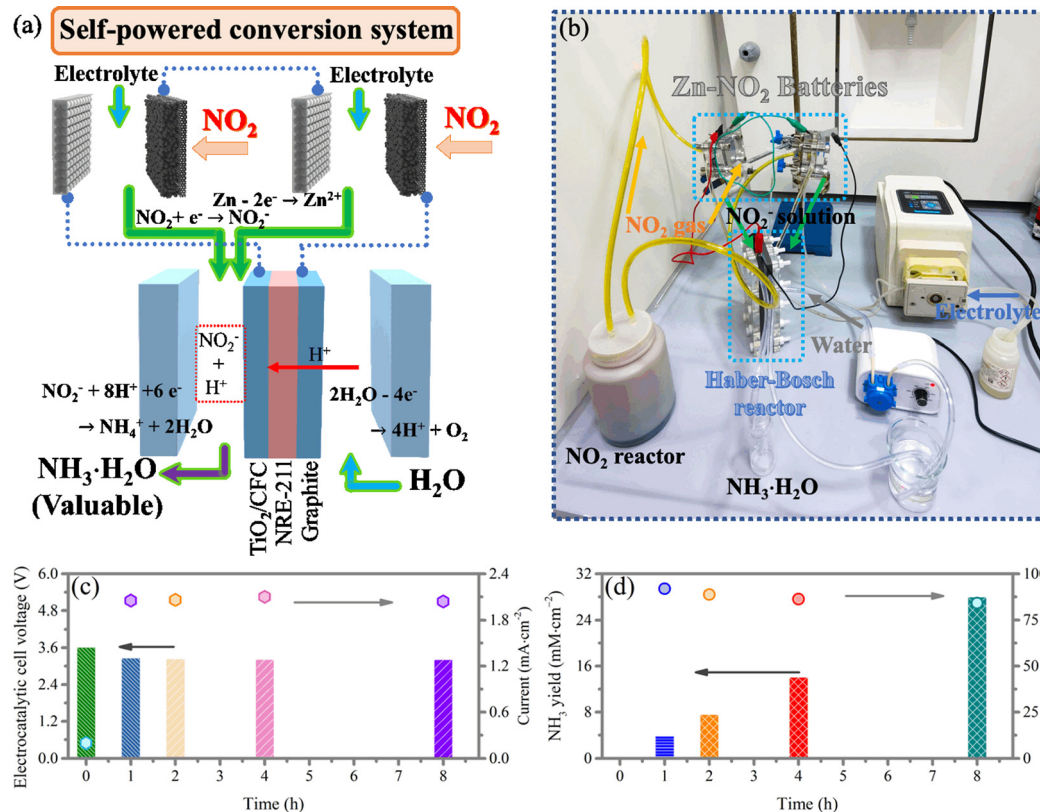 (a)
Self-powered conversion system
Electrolyte
Electrolyte
NO₂
NO₂
Zn - 2e⁻ → Zn²⁺
NO₂ + e⁻ → NO₂⁻
NO₂⁻
+
H⁺
H⁺
NO₂⁻ + 8H⁺ +6 e⁻
→ NH₄⁺ + 2H₂O
2H₂O - 4e⁻
→ 4H⁺ + O₂
NH₃·H₂O
(Valuable)
H₂O
TiO₂/CFC
NRE-211
Graphite
(b)
Zn-NO₂ Batteries
NO₂ gas
NO₂⁻ solution
Electrolyte
Water
Haber-Bosch
reactor
NO₂ reactor
NH₃·H₂O
(c)
Electrocatalytic cell voltage (V)
6.0
4.8
3.6
2.4
1.2
0.0
2.4
1.8
1.2
0.6
0.0
Current (mA·cm⁻²)
0 1 2 3 4 5 6 7 8
Time (h)
(d)
NH₃ yield (mM·cm⁻²)
32
24
16
8
0
100
75
50
25
0
0 1 2 3 4 5 6 7 8
Time (h)